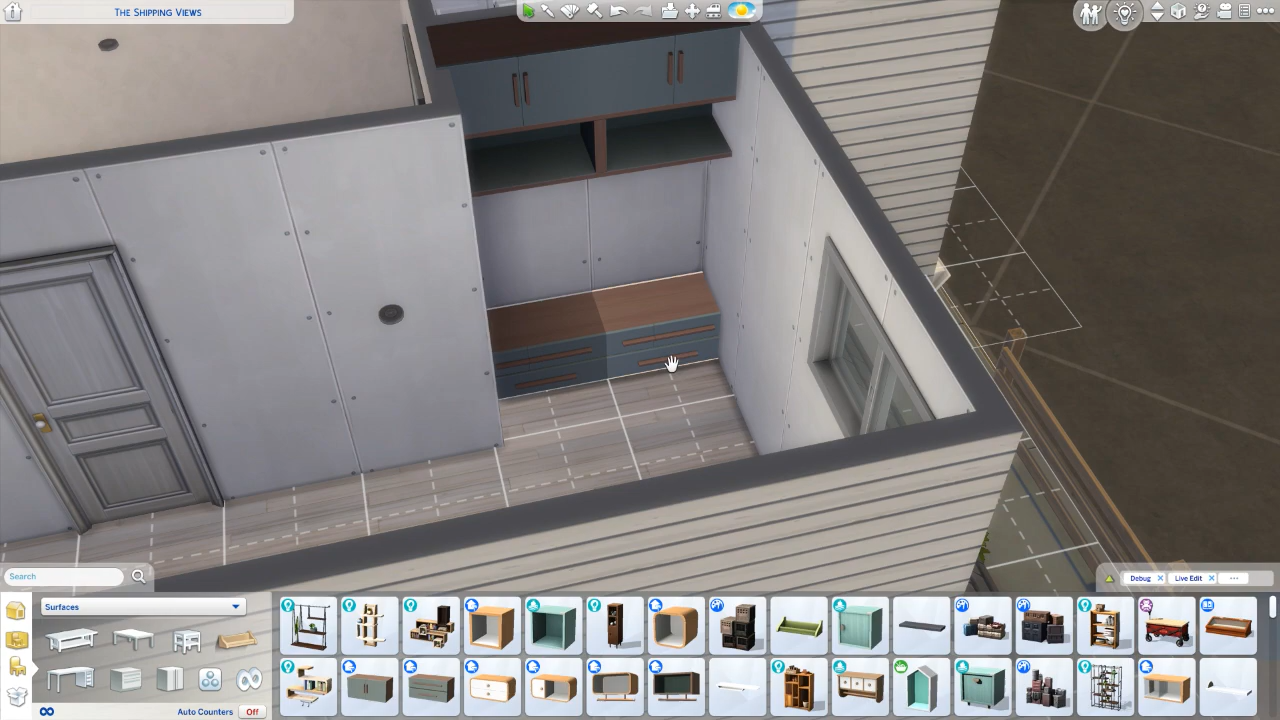 THE SHIPPING VIEWS
Search
Debug
Live Edit
Surfaces
Auto Counters
Off